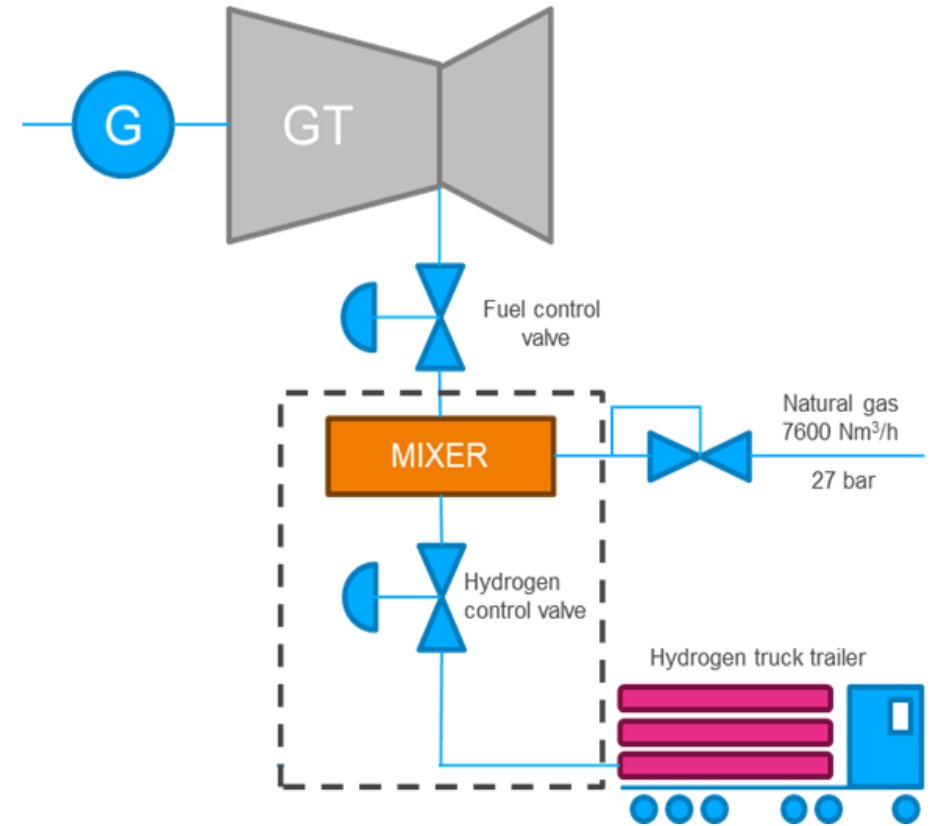 G
GT
Fuel control
valve
MIXER
Natural gas
7600 Nm³/h
27 bar
Hydrogen
control valve
Hydrogen truck trailer